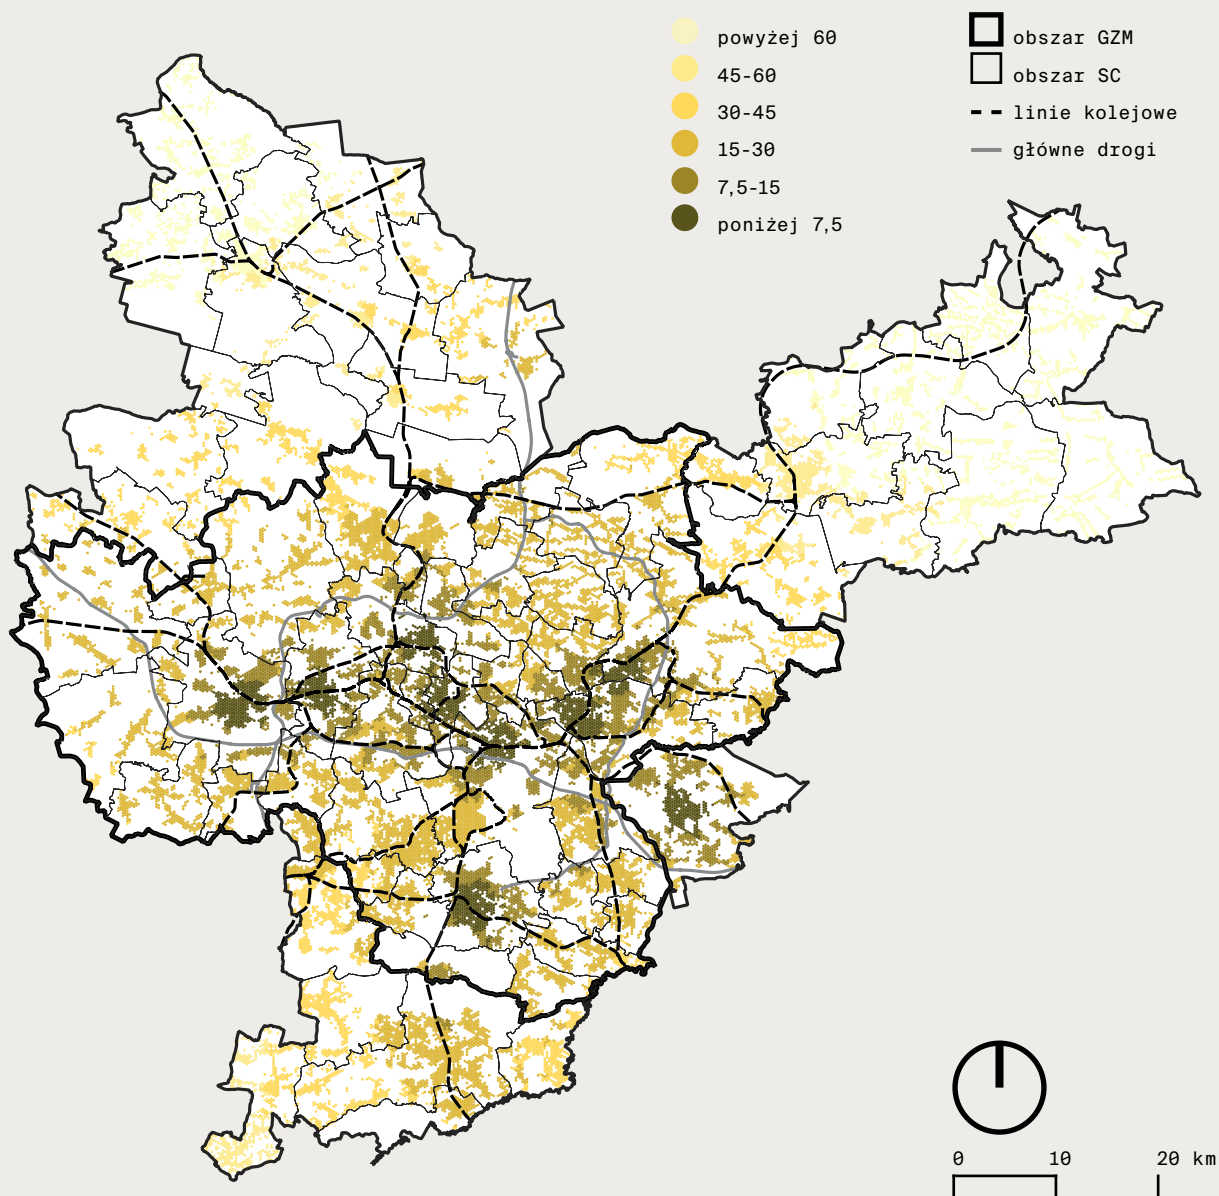 powyżej 60
45-60
30-45
15-30
7,5-15
poniżej 7,5
obszar GZM
obszar SC
linie kolejowe
główne drogi
0 10 20 km